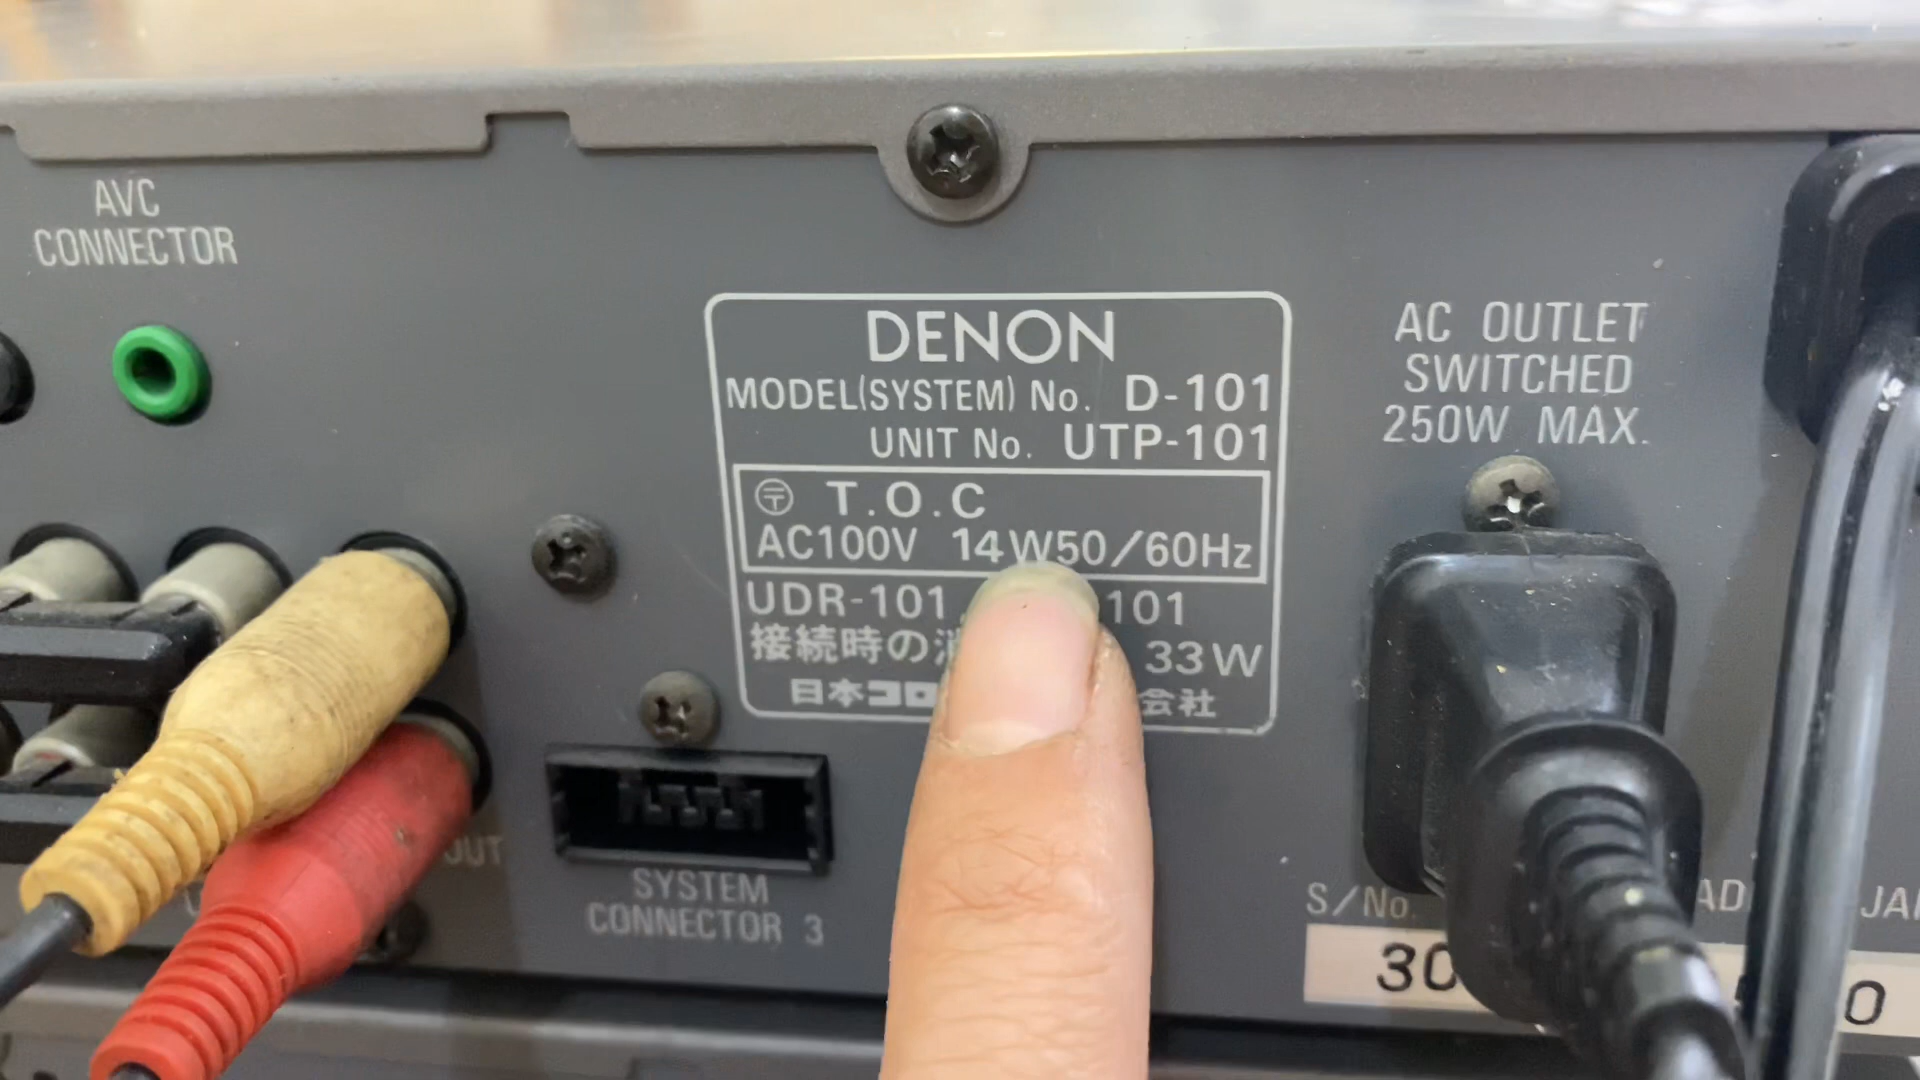 AVC
CONNECTOR
DENON
MODEL(SYSTEM) No. D-101
UNIT No. UTP-101
〶 T.O.C
AC100V 14W50/60Hz
UDR-101 101
接続時の消 33W
日本コロ 会社
AC OUTLET
SWITCHED
250W MAX.
OUT
SYSTEM
CONNECTOR 3
S/No.
30 0